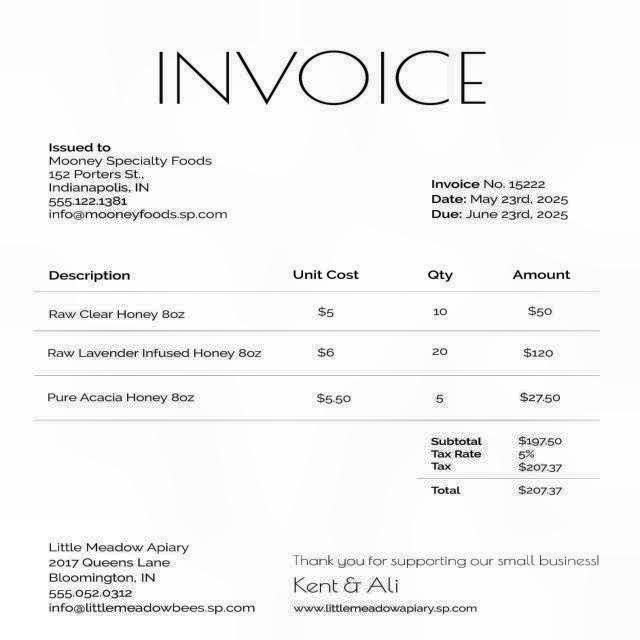 INVOICE
Issued to
Mooney Specialty Foods
152 Porters St.,
Indianapolis, IN
555.122.1381
info@mooneyfoods.sp.com
Invoice No. 15222
Date: May 23rd, 2025
Due: June 23rd, 2025
Description Unit Cost Qty Amount
Raw Clear Honey 8oz $5 10 $50
Raw Lavender Infused Honey 8oz $6 20 $120
Pure Acacia Honey 8oz $5.50 5 $27.50
Subtotal $197.50
Tax Rate 5%
Tax $207.37
Total $207.37
Little Meadow Apiary
2017 Queens Lane
Bloomington, IN
555.052.0312
info@littlemeadowbees.sp.com
Thank you for supporting our small business!
Kent & Ali
www.littlemeadowapiary.sp.com